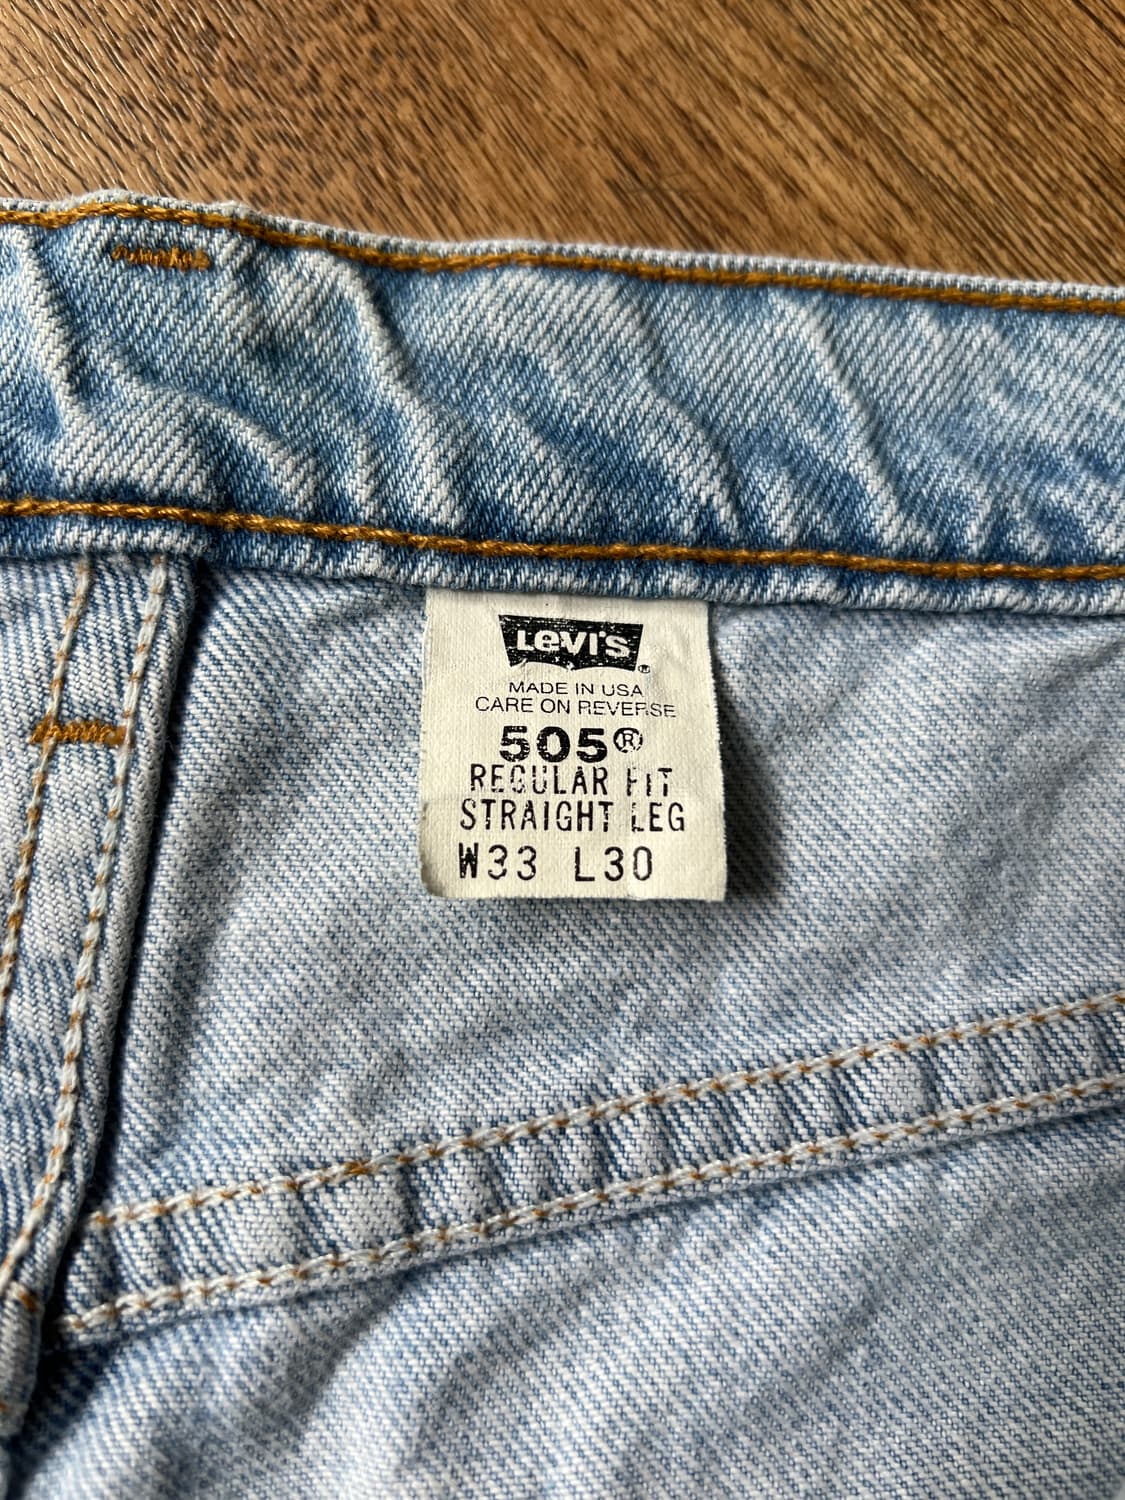 Levi's®
MADE IN USA
CARE ON REVERSE
505®
REGULAR FIT
STRAIGHT LEG
W33 L30